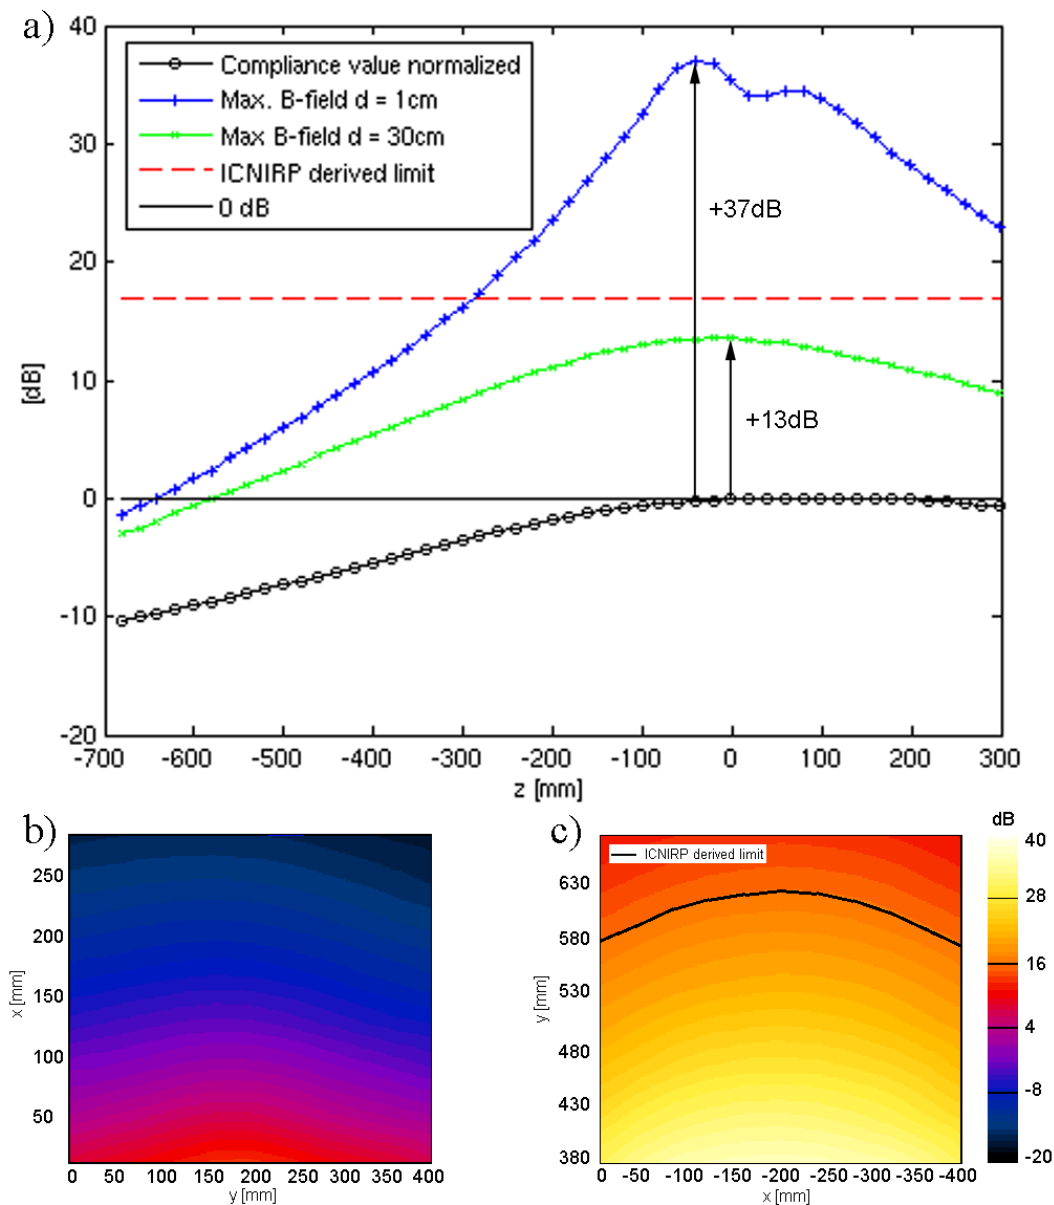 a)
40
30
20
10
0
-10
-20
[dB]
Compliance value normalized
Max. B-field d = 1cm
Max B-field d = 30cm
ICNIRP derived limit
0 dB
+37dB
+13dB
-700 -600 -500 -400 -300 -200 -100 0 100 200 300
z [mm]
b)
250
200
150
100
50
x [mm]
0 50 100 150 200 250 300 350 400
y [mm]
c)
ICNIRP derived limit
630
580
530
480
430
380
y [mm]
0 -50 -100 -150 -200 -250 -300 -350 -400
x [mm]
dB
40
28
16
4
-8
-20